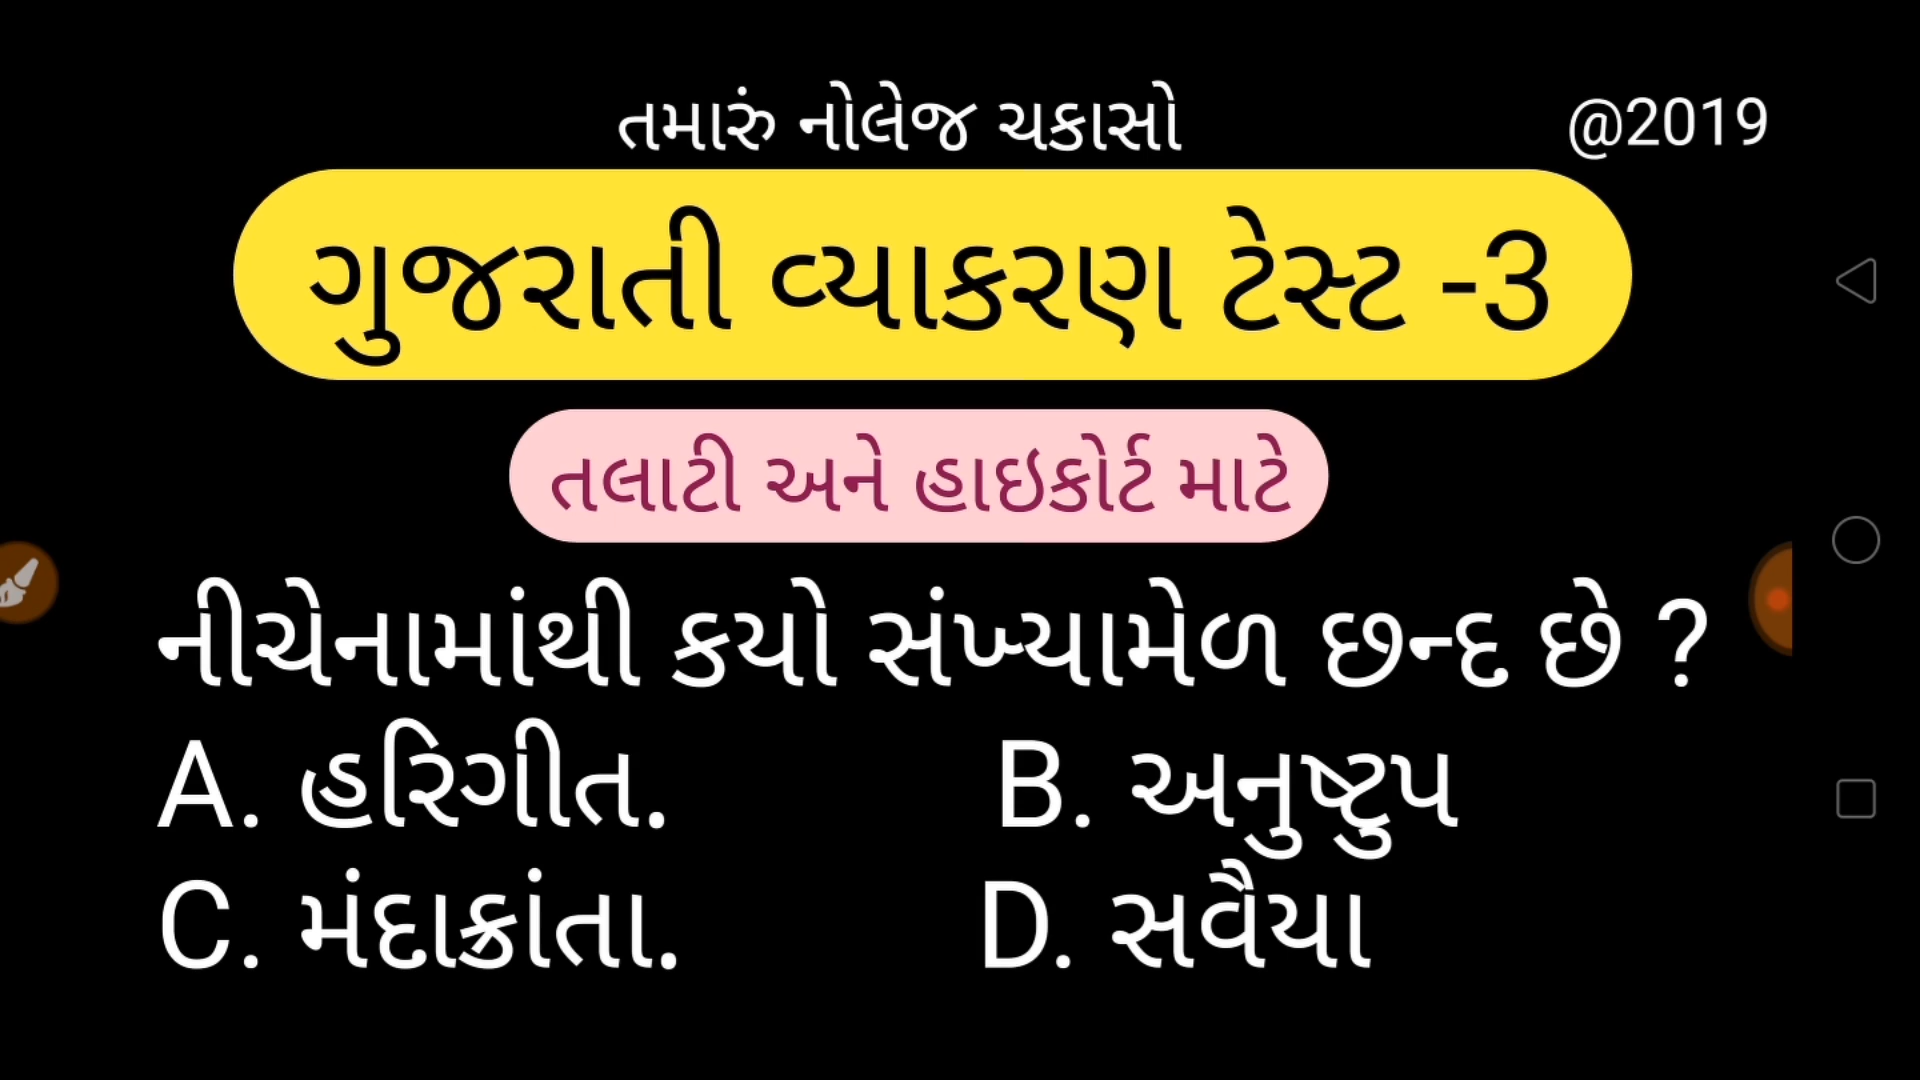 તમારું નોલેજ ચકાસો @2019
ગુજરાતી વ્યાકરણ ટેસ્ટ -3
તલાટી અને હાઇકોર્ટ માટે
નીચેનામાંથી કયો સંખ્યામેળ છન્દ છે ?
A. હરિગીત. B. અનુષ્ટુપ
C. મંદાક્રાંતા. D. સવૈયા